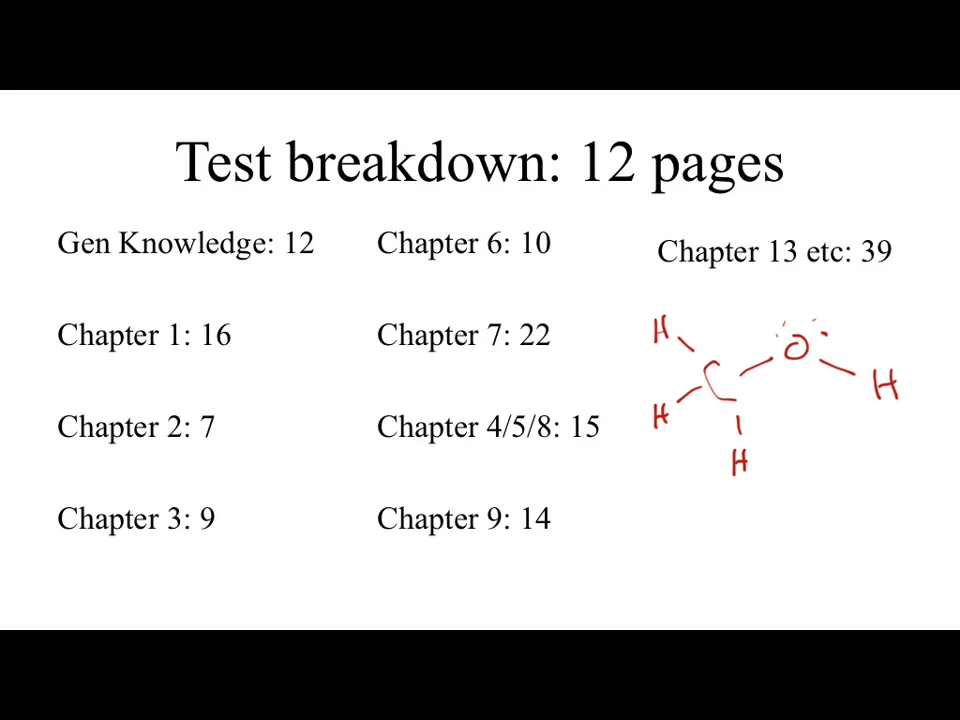 Test breakdown: 12 pages
Gen Knowledge: 12
Chapter 1: 16
Chapter 2: 7
Chapter 3: 9
Chapter 6: 10
Chapter 7: 22
Chapter 4/5/8: 15
Chapter 9: 14
Chapter 13 etc: 39
H
O
C
H
H
H